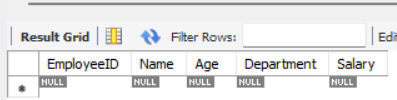 Result Grid Filter Rows: Edi
EmployeeID Name Age Department Salary
NULL NULL NULL NULL NULL